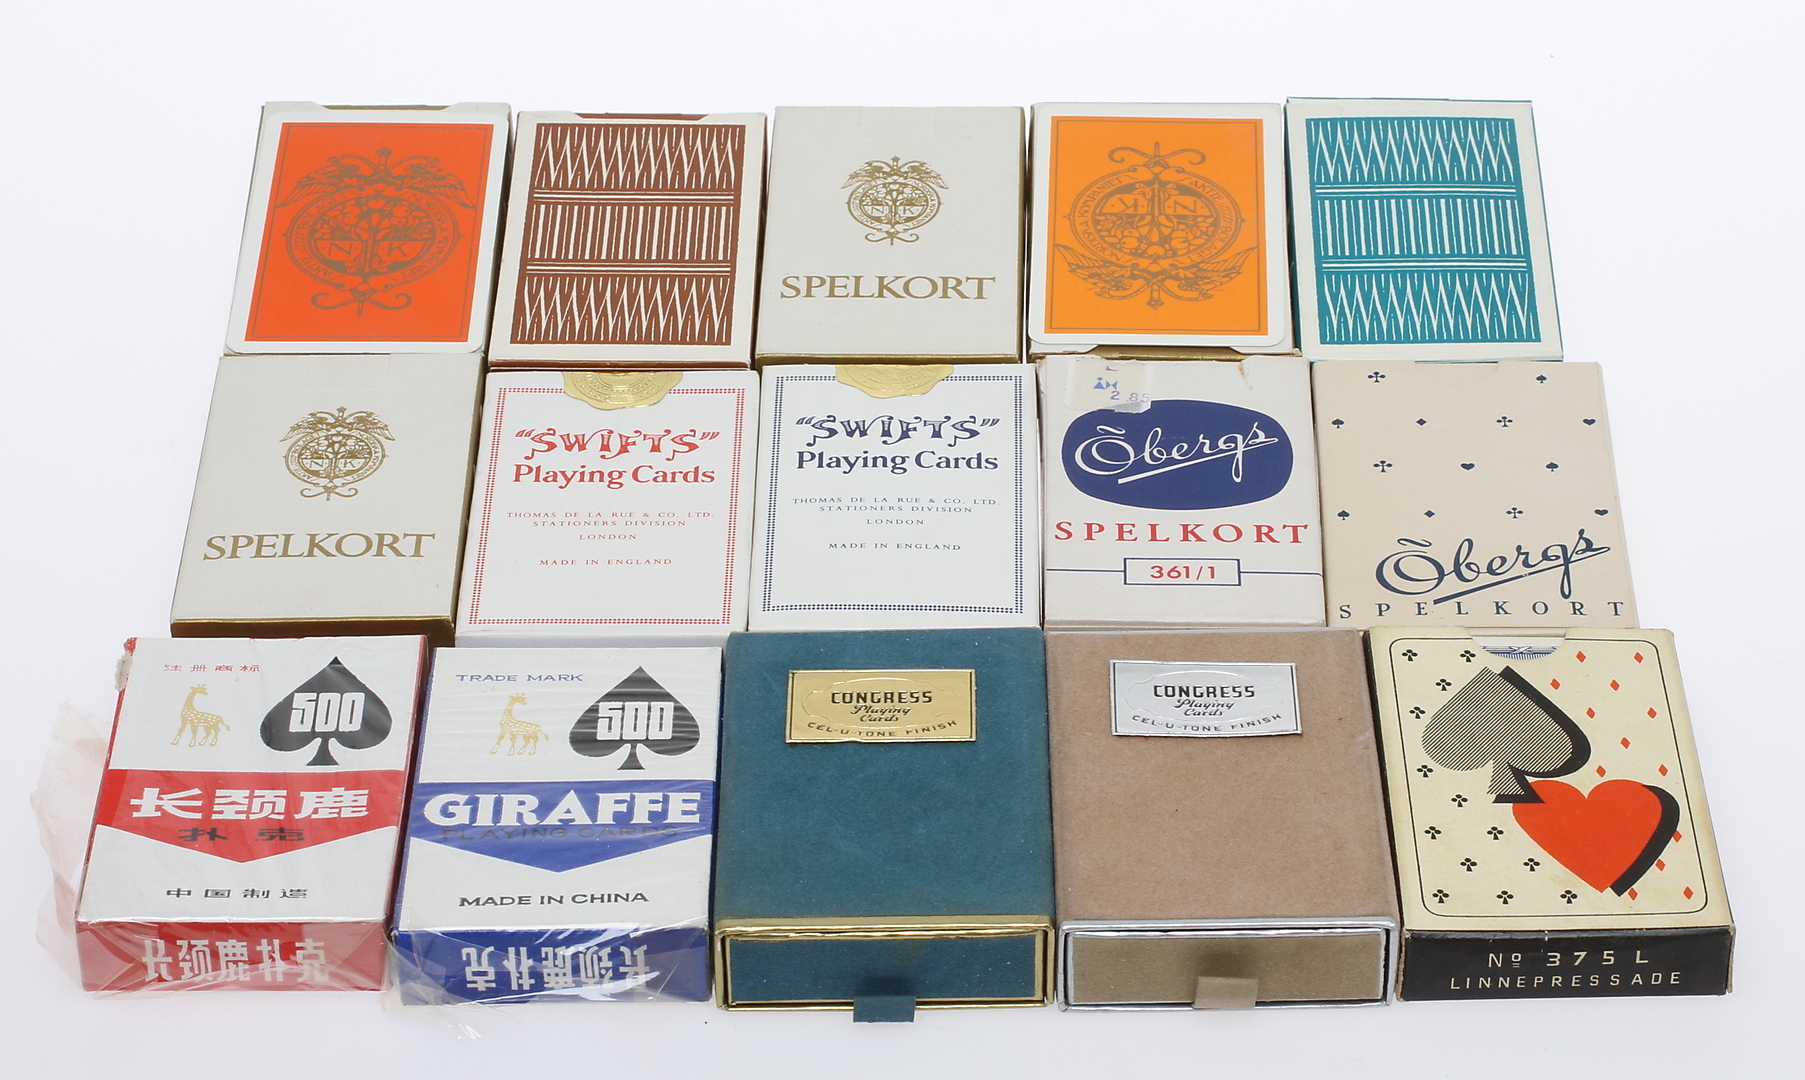 N K
SPELKORT
N K
N K
SPELKORT
"SWIFTS"
Playing Cards
THOMAS DE LA RUE & CO. LTD.
STATIONERS DIVISION
LONDON
MADE IN ENGLAND
"SWIFTS"
Playing Cards
THOMAS DE LA RUE & CO. LTD.
STATIONERS DIVISION
LONDON
MADE IN ENGLAND
2.85
Öbergs
SPELKORT
361/1
Öbergs
SPELKORT
注册商标
500
长颈鹿
扑克
中国制造
长颈鹿扑克
TRADE MARK
500
GIRAFFE
PLAYING CARDS
MADE IN CHINA
长颈鹿扑克
CONGRESS
Playing
Cards
CEL-U-TONE FINISH
CONGRESS
Playing
Cards
CEL-U-TONE FINISH
Nº 375L
LINNEPRESSADE